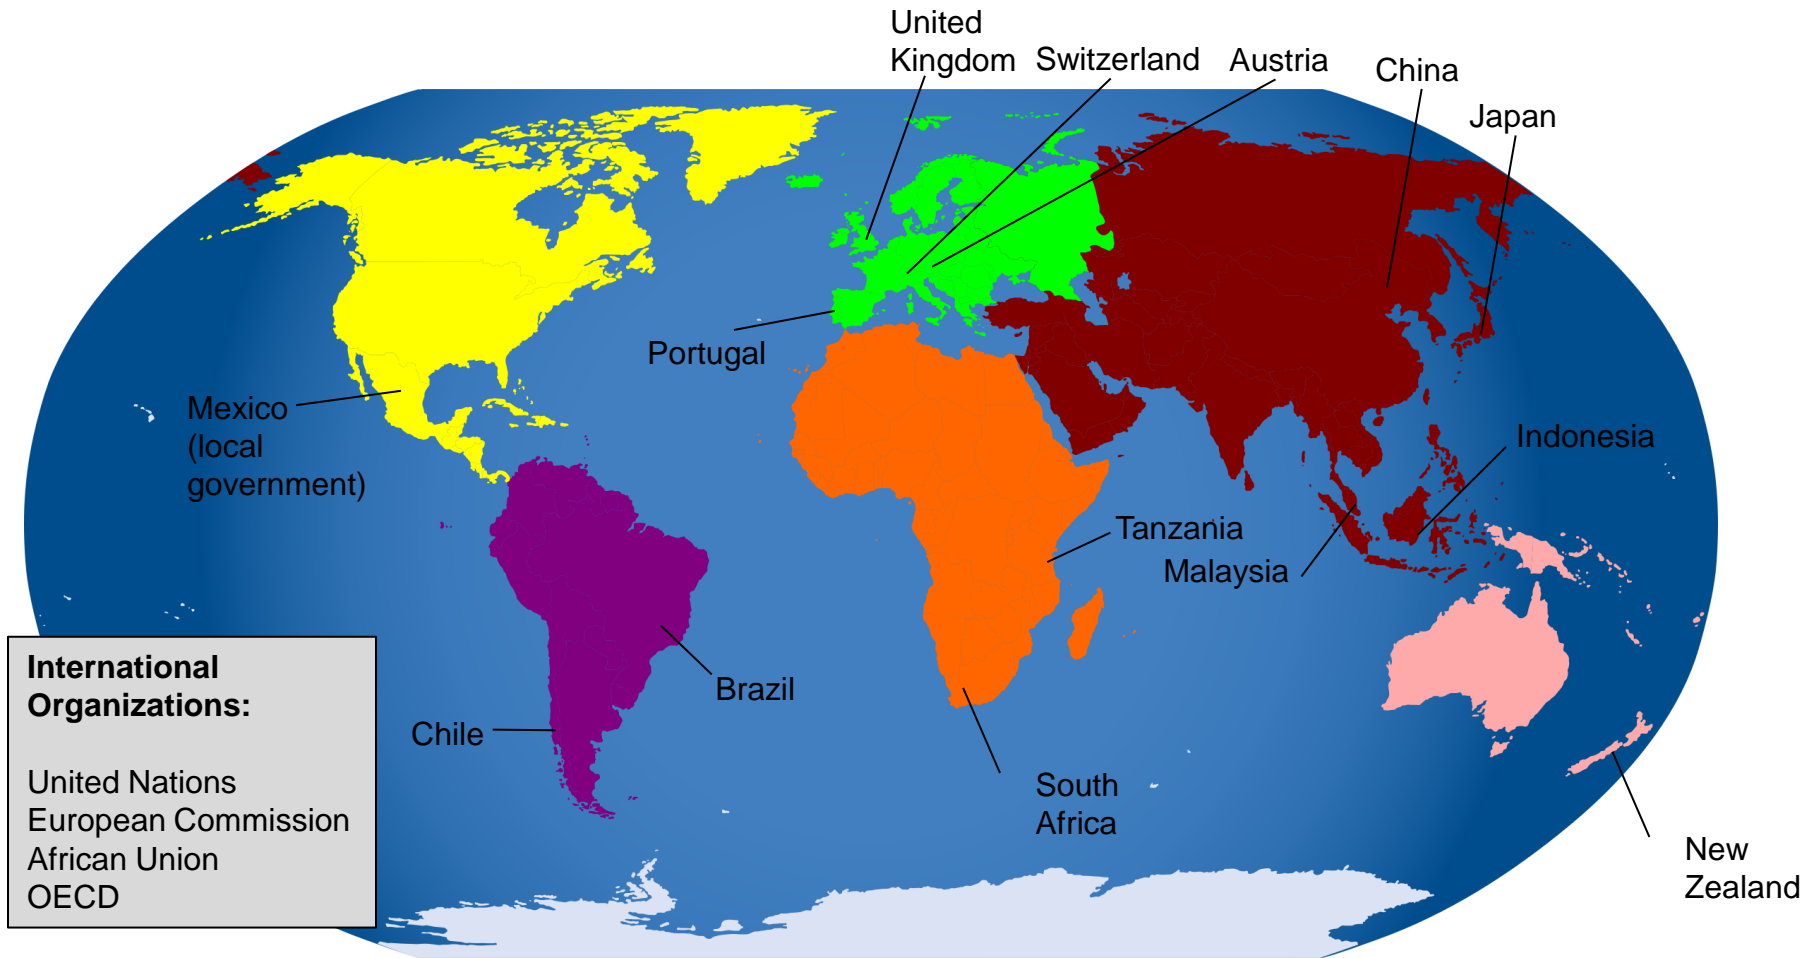 United
Kingdom
Switzerland
Austria
China
Japan
Portugal
Mexico
(local
government)
Indonesia
Tanzania
Malaysia
Brazil
Chile
South
Africa
New
Zealand
International
Organizations:
United Nations
European Commission
African Union
OECD